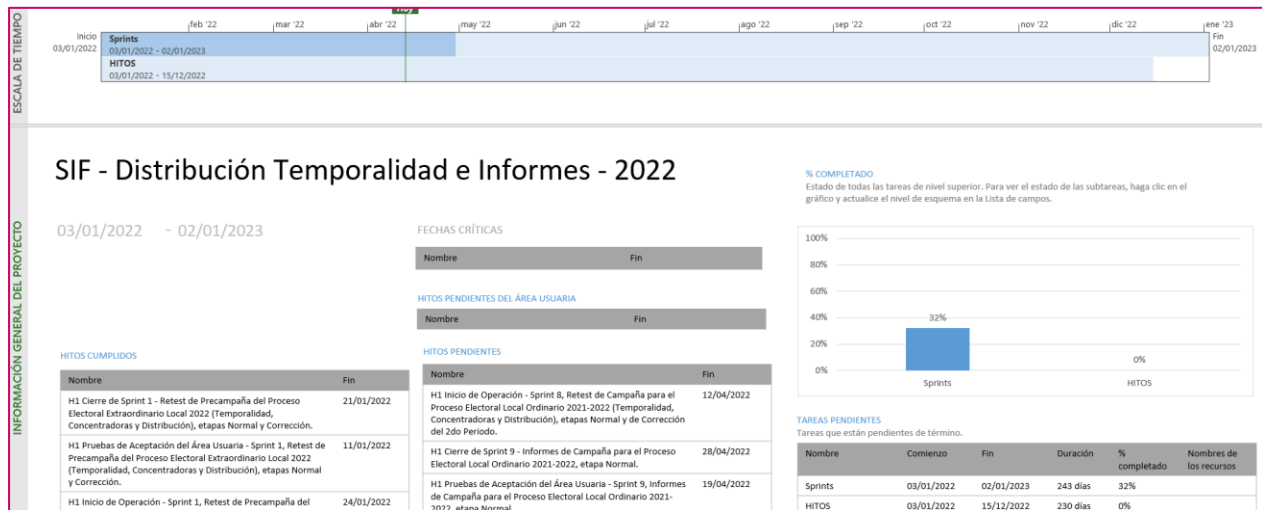 ESCALA DE TIEMPO
Hoy
feb '22 mar '22 abr '22 may '22 jun '22 jul '22 ago '22 sep '22 oct '22 nov '22 dic '22 ene '23
Inicio
03/01/2022
Sprints
03/01/2022 - 02/01/2023
HITOS
03/01/2022 - 15/12/2022
Fin
02/01/2023
INFORMACIÓN GENERAL DEL PROYECTO
SIF - Distribución Temporalidad e Informes - 2022
03/01/2022 - 02/01/2023
HITOS CUMPLIDOS
Nombre Fin
H1 Cierre de Sprint 1 - Retest de Precampaña del Proceso 21/01/2022
Electoral Extraordinario Local 2022 (Temporalidad,
Concentradoras y Distribución), etapas Normal y Corrección.
H1 Pruebas de Aceptación del Área Usuaria - Sprint 1, Retest de 11/01/2022
Precampaña del Proceso Electoral Extraordinario Local 2022
(Temporalidad, Concentradoras y Distribución), etapas Normal
y Corrección.
H1 Inicio de Operación - Sprint 1, Retest de Precampaña del 24/01/2022
FECHAS CRÍTICAS
Nombre Fin
HITOS PENDIENTES DEL ÁREA USUARIA
Nombre Fin
HITOS PENDIENTES
Nombre Fin
H1 Inicio de Operación - Sprint 8, Retest de Campaña para el 12/04/2022
Proceso Electoral Local Ordinario 2021-2022 (Temporalidad,
Concentradoras y Distribución), etapas Normal y de Corrección
del 2do Periodo.
H1 Cierre de Sprint 9 - Informes de Campaña para el Proceso 28/04/2022
Electoral Local Ordinario 2021-2022, etapa Normal.
H1 Pruebas de Aceptación del Área Usuaria - Sprint 9, Informes 19/04/2022
de Campaña para el Proceso Electoral Local Ordinario 2021-
2022, etapa Normal
% COMPLETADO
Estado de todas las tareas de nivel superior. Para ver el estado de las subtareas, haga clic en el
gráfico y actualice el nivel de esquema en la Lista de campos.
100%
80%
60%
40%
20%
0%
32%
0%
Sprints HITOS
TAREAS PENDIENTES
Tareas que están pendientes de término.
Nombre Comienzo Fin Duración % completado Nombres de los recursos
Sprints 03/01/2022 02/01/2023 243 días 32%
HITOS 03/01/2022 15/12/2022 230 días 0%